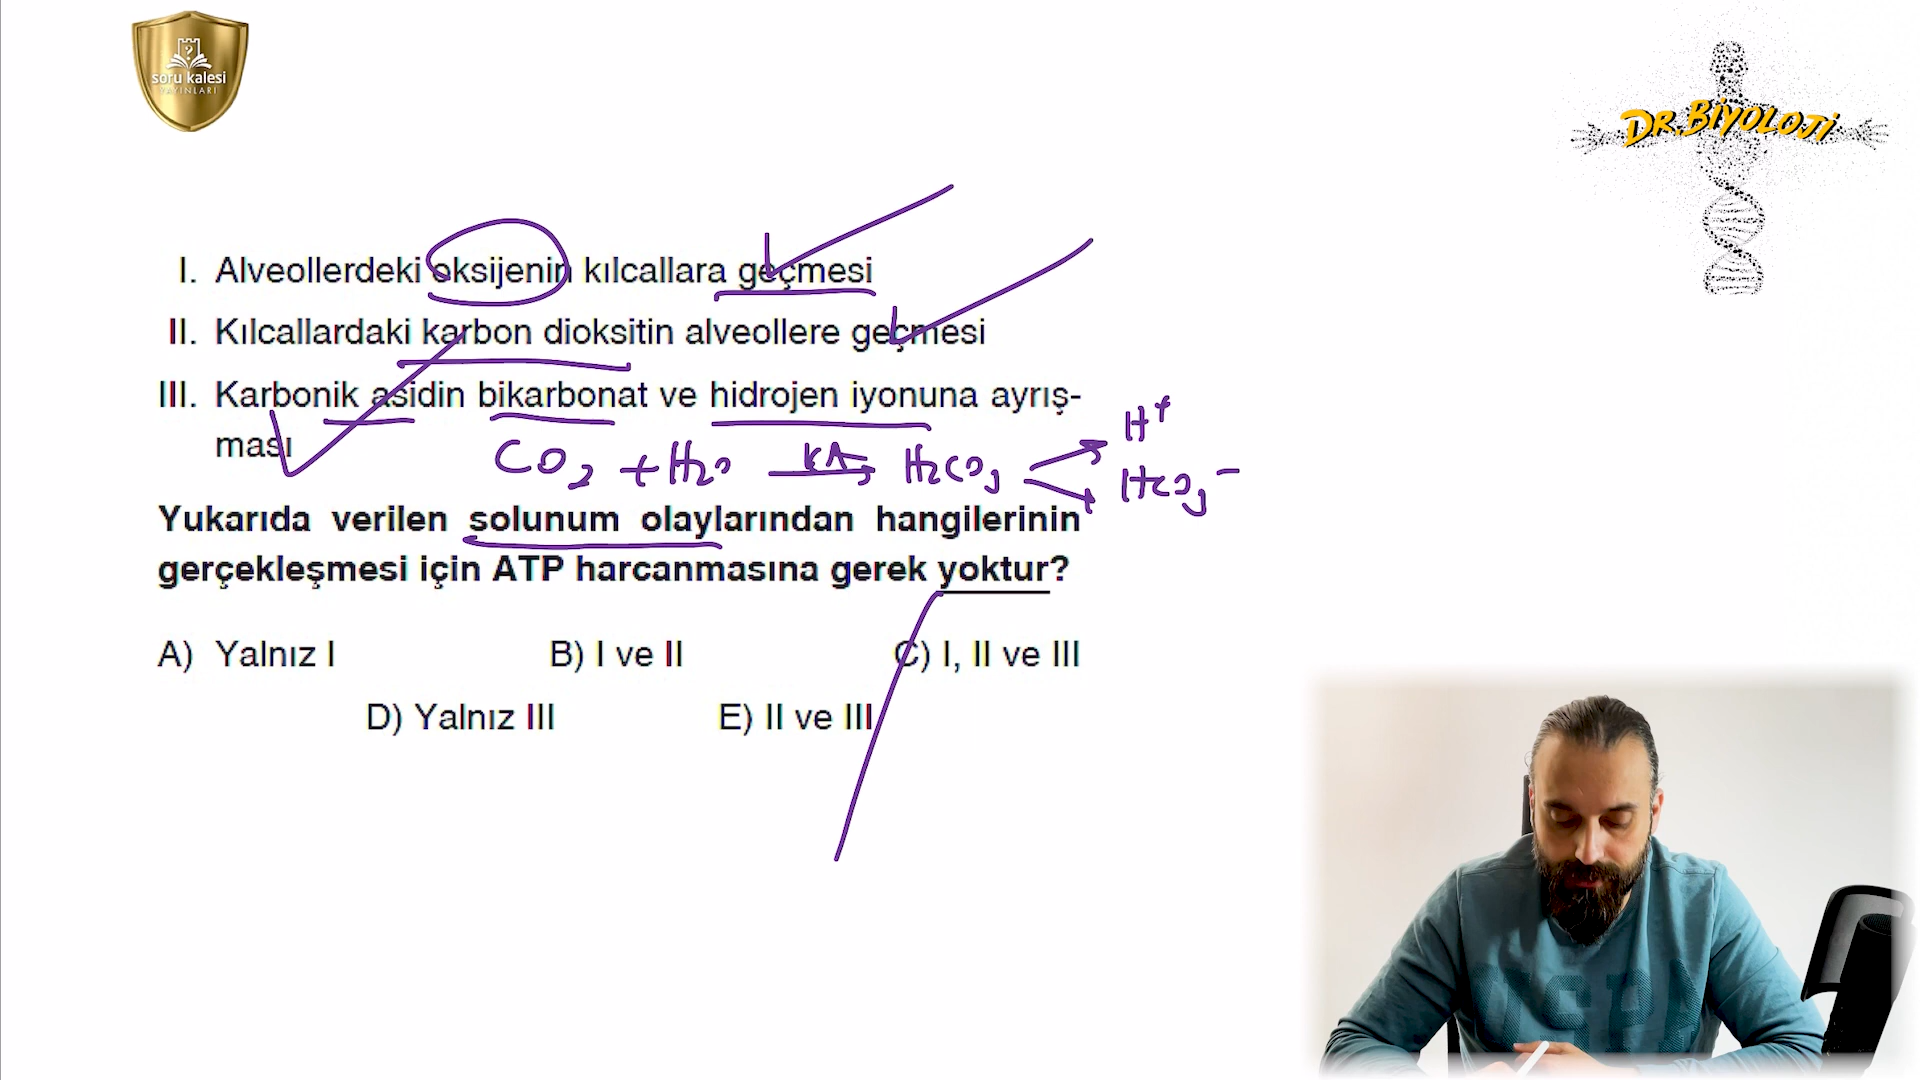 soru kalesi
YAYINLARI
DR.BİYOLOJİ
I. Alveollerdeki oksijenin kılcallara geçmesi
II. Kılcallardaki karbon dioksitin alveollere geçmesi
III. Karbonik asidin bikarbonat ve hidrojen iyonuna ayrış-
ması
CO2 + H2O KA H2CO3 H+
HCO3-
Yukarıda verilen solunum olaylarından hangilerinin
gerçekleşmesi için ATP harcanmasına gerek yoktur?
A) Yalnız I B) I ve II C) I, II ve III
D) Yalnız III E) II ve III